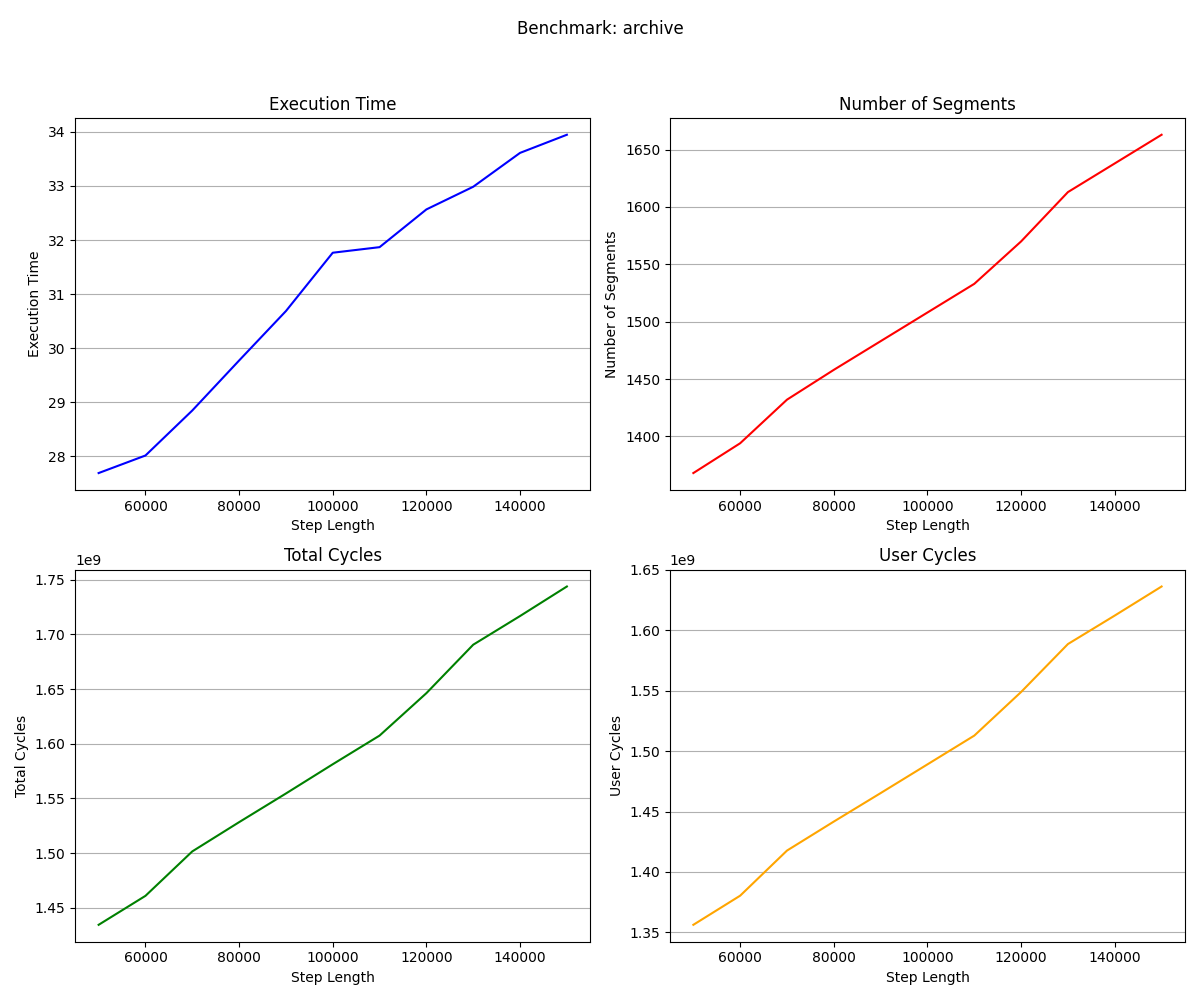 Benchmark: archive
Execution Time
Execution Time
34
33
32
31
30
29
28
60000 80000 100000 120000 140000
Step Length
Number of Segments
Number of Segments
1650
1600
1550
1500
1450
1400
60000 80000 100000 120000 140000
Step Length
Total Cycles
1e9
Total Cycles
1.75
1.70
1.65
1.60
1.55
1.50
1.45
60000 80000 100000 120000 140000
Step Length
User Cycles
1e9
User Cycles
1.65
1.60
1.55
1.50
1.45
1.40
1.35
60000 80000 100000 120000 140000
Step Length